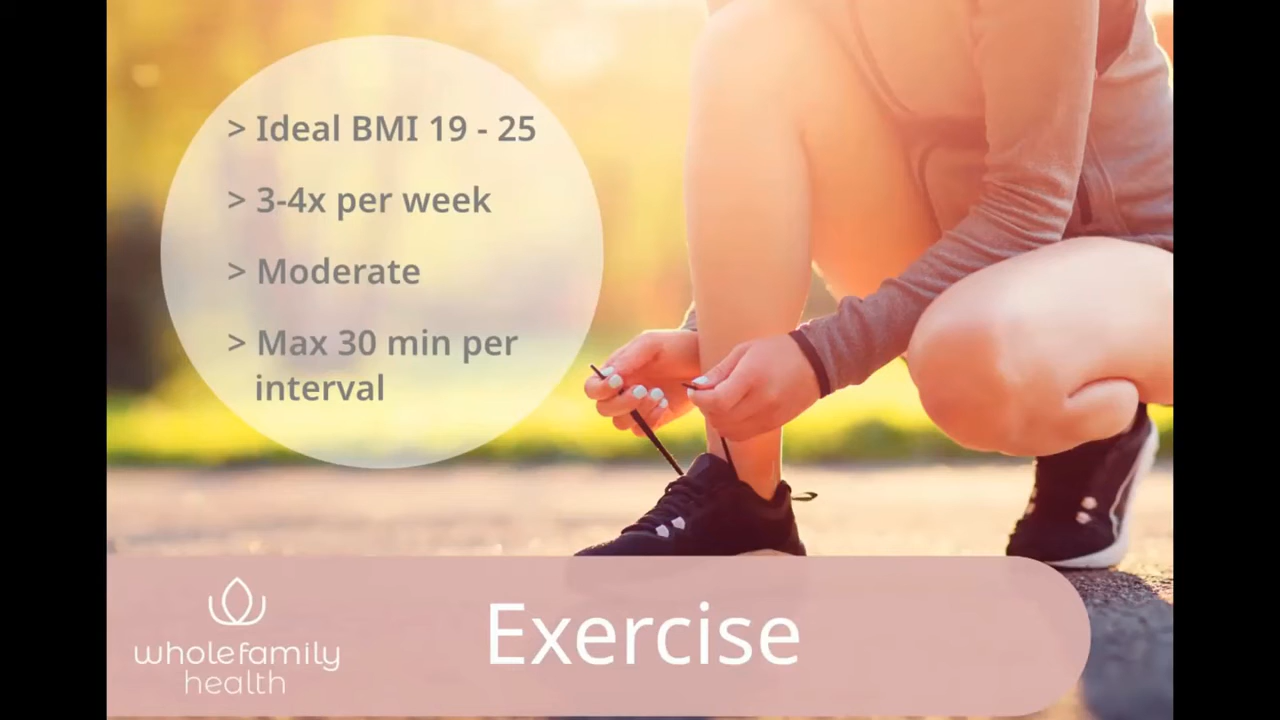 > Ideal BMI 19 - 25
> 3-4x per week
> Moderate
> Max 30 min per
interval
Exercise
wholefamily
health